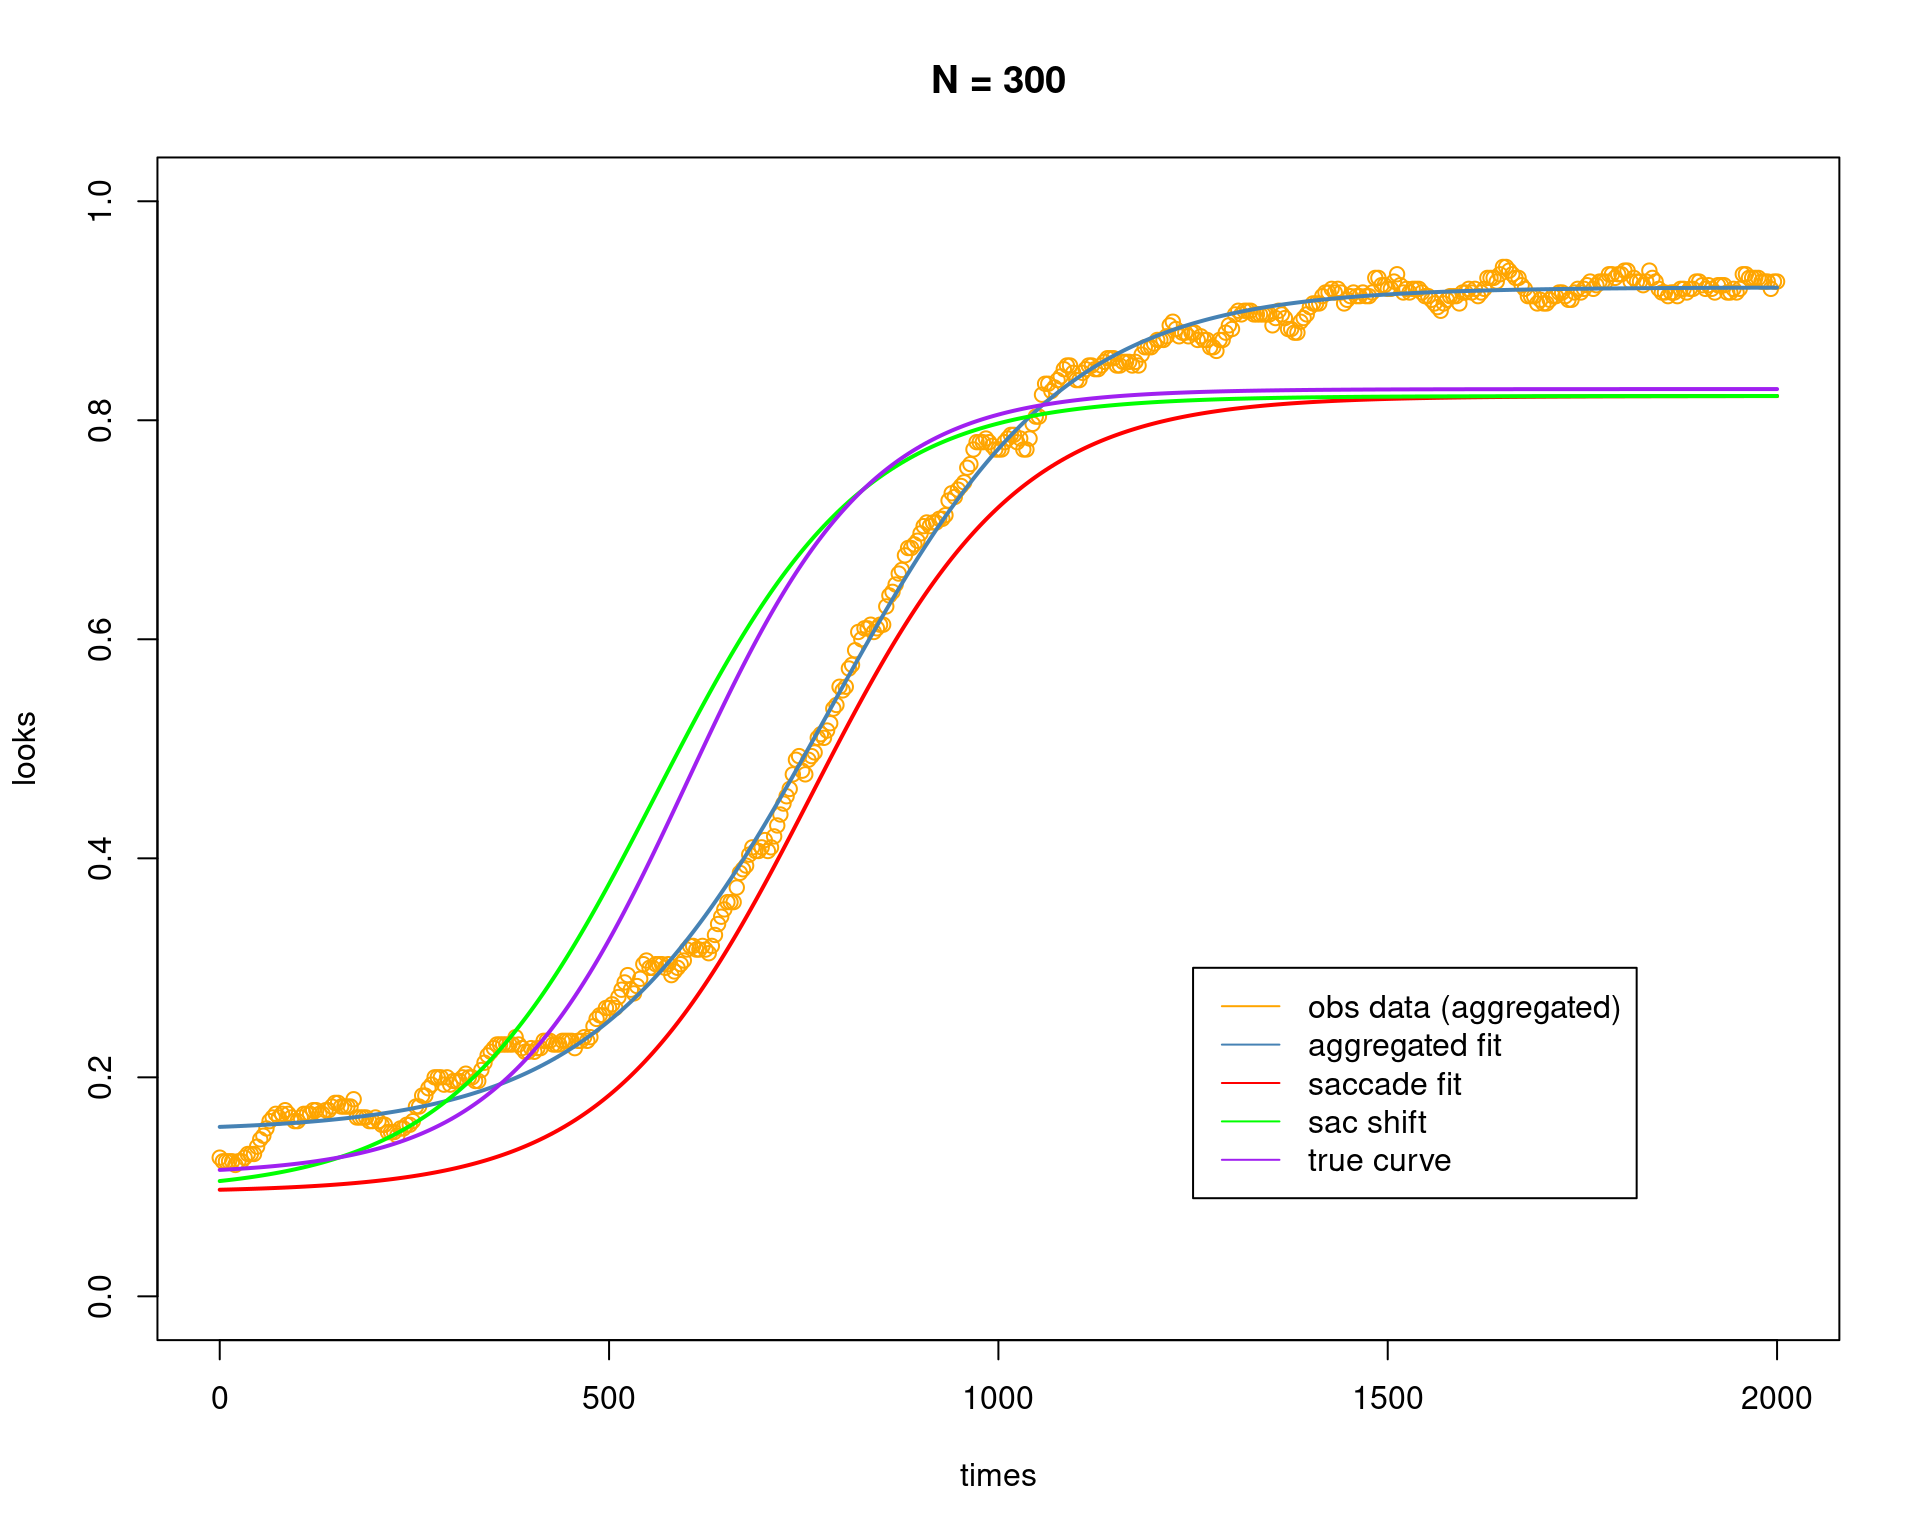 N = 300
looks
1.0
0.8
0.6
0.4
0.2
0.0
obs data (aggregated)
aggregated fit
saccade fit
sac shift
true curve
0 500 1000 1500 2000
times